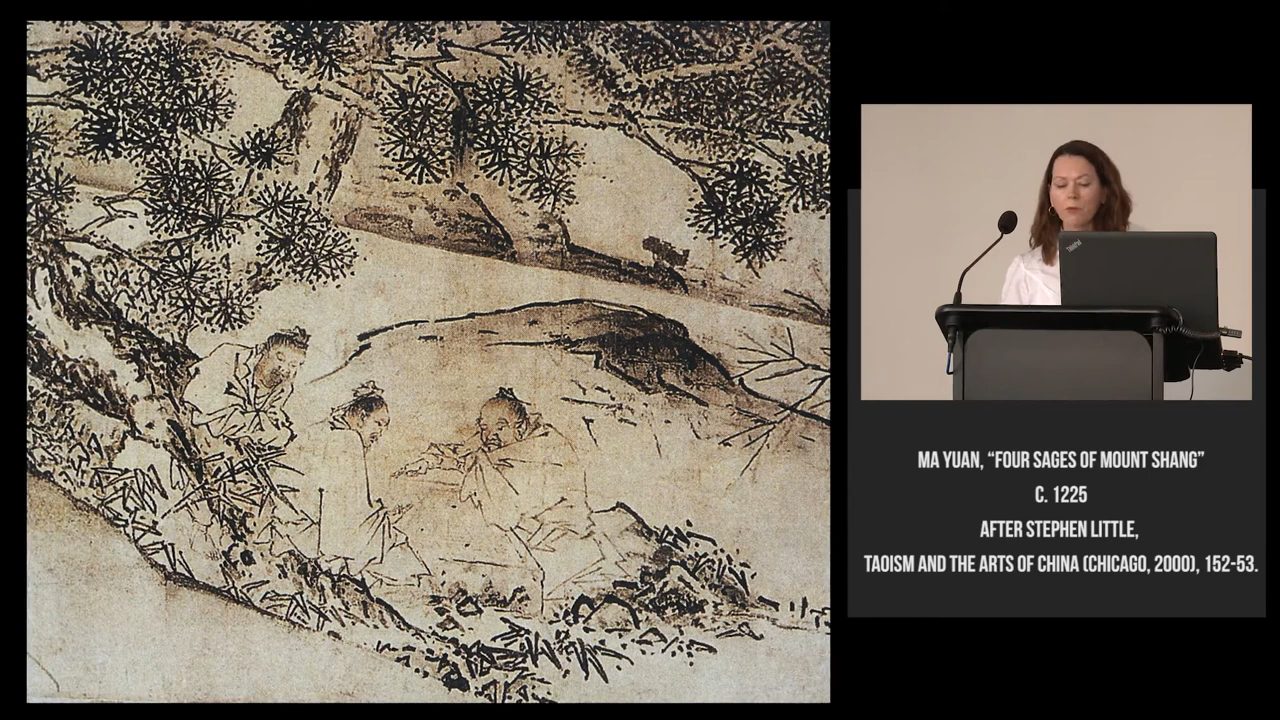 ThinkPad
MA YUAN, “FOUR SAGES OF MOUNT SHANG”
C. 1225
AFTER STEPHEN LITTLE,
TAOISM AND THE ARTS OF CHINA (CHICAGO, 2000), 152-53.